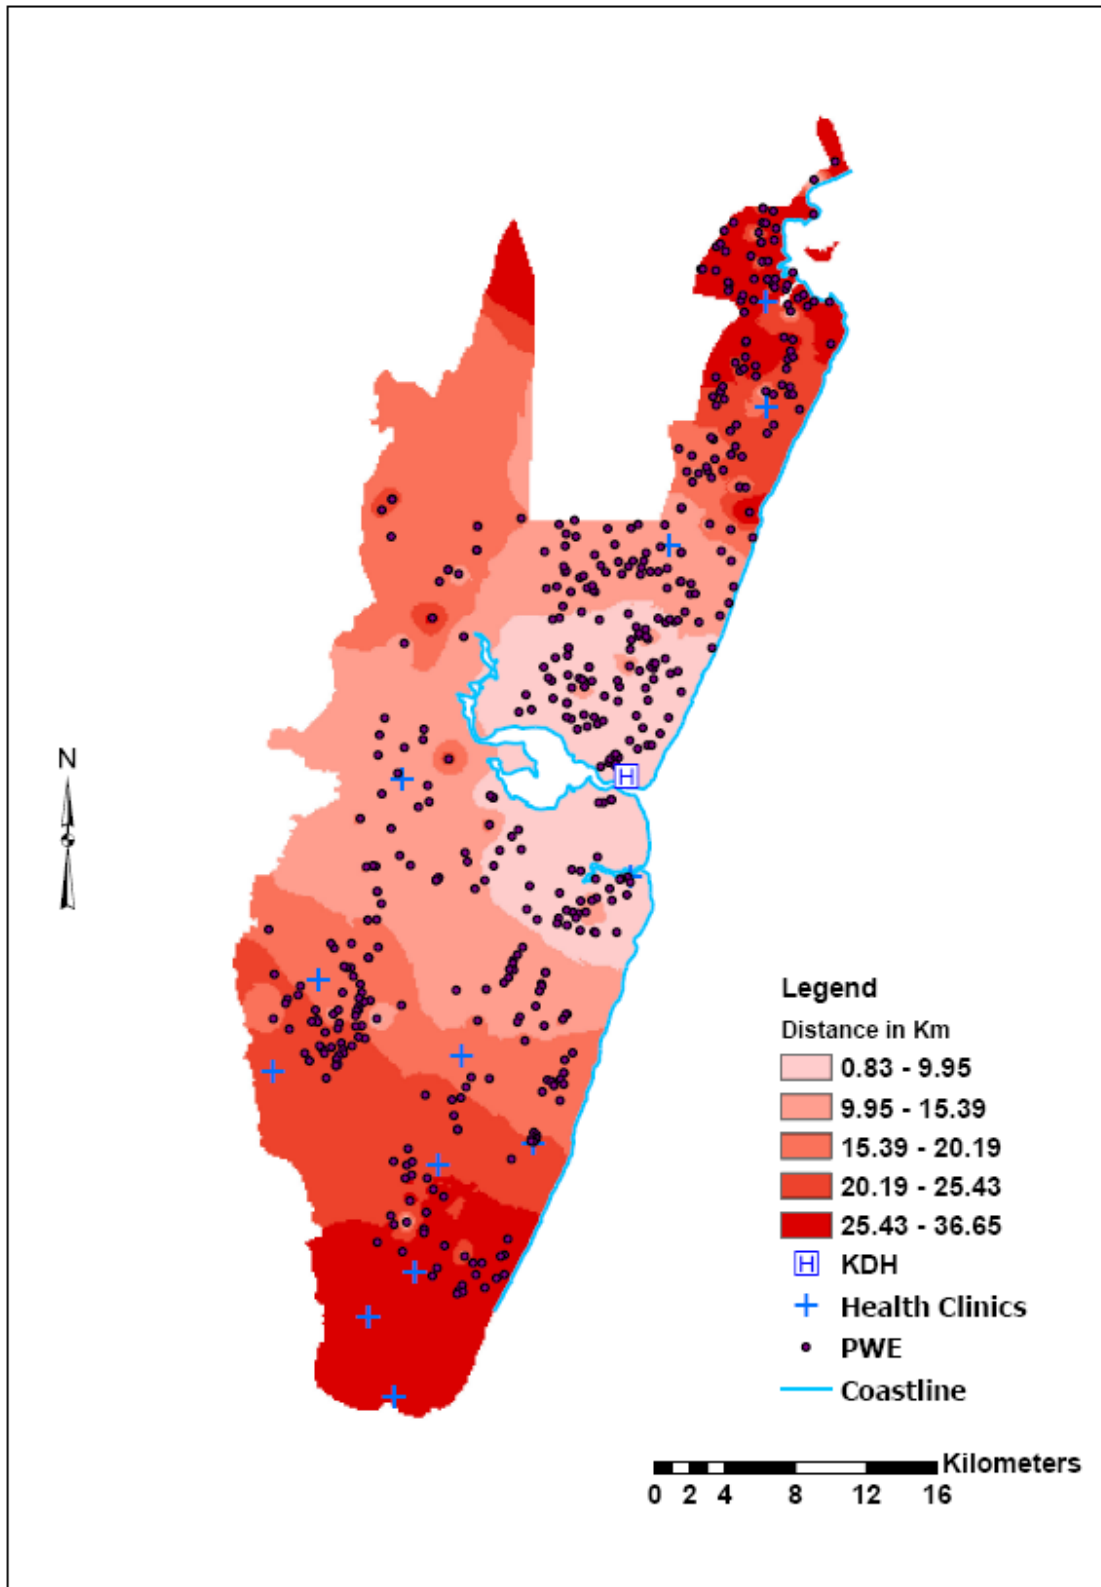 N
Legend
Distance in Km
0.83 - 9.95
9.95 - 15.39
15.39 - 20.19
20.19 - 25.43
25.43 - 36.65
H KDH
Health Clinics
PWE
Coastline
H
Kilometers
0 2 4 8 12 16